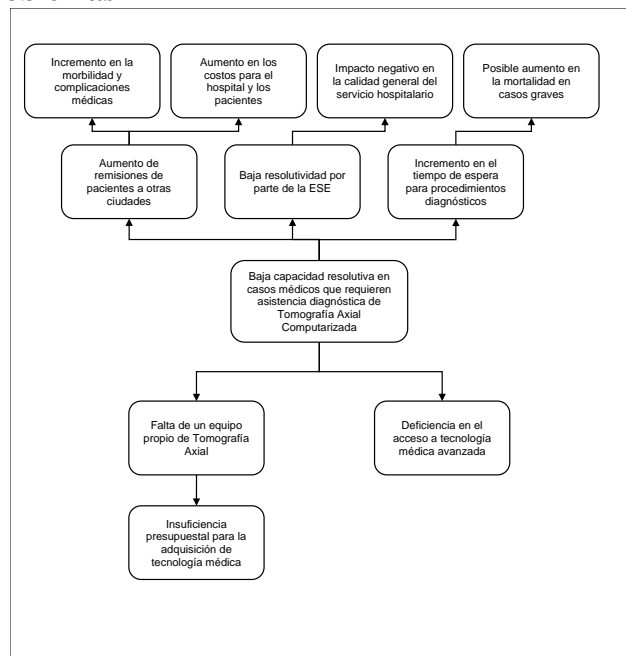 Incremento en la
morbilidad y
complicaciones
médicas
Aumento en los
costos para el
hospital y los
pacientes
Impacto negativo en
la calidad general del
servicio hospitalario
Posible aumento en
la mortalidad en
casos graves
Aumento de
remisiones de
pacientes a otras
ciudades
Baja resolutividad por
parte de la ESE
Incremento en el
tiempo de espera
para procedimientos
diagnósticos
Baja capacidad resolutiva en
casos médicos que requieren
asistencia diagnóstica de
Tomografía Axial
Computarizada
Falta de un equipo
propio de Tomografía
Axial
Deficiencia en el
acceso a tecnología
médica avanzada
Insuficiencia
presupuestal para la
adquisición de
tecnología médica